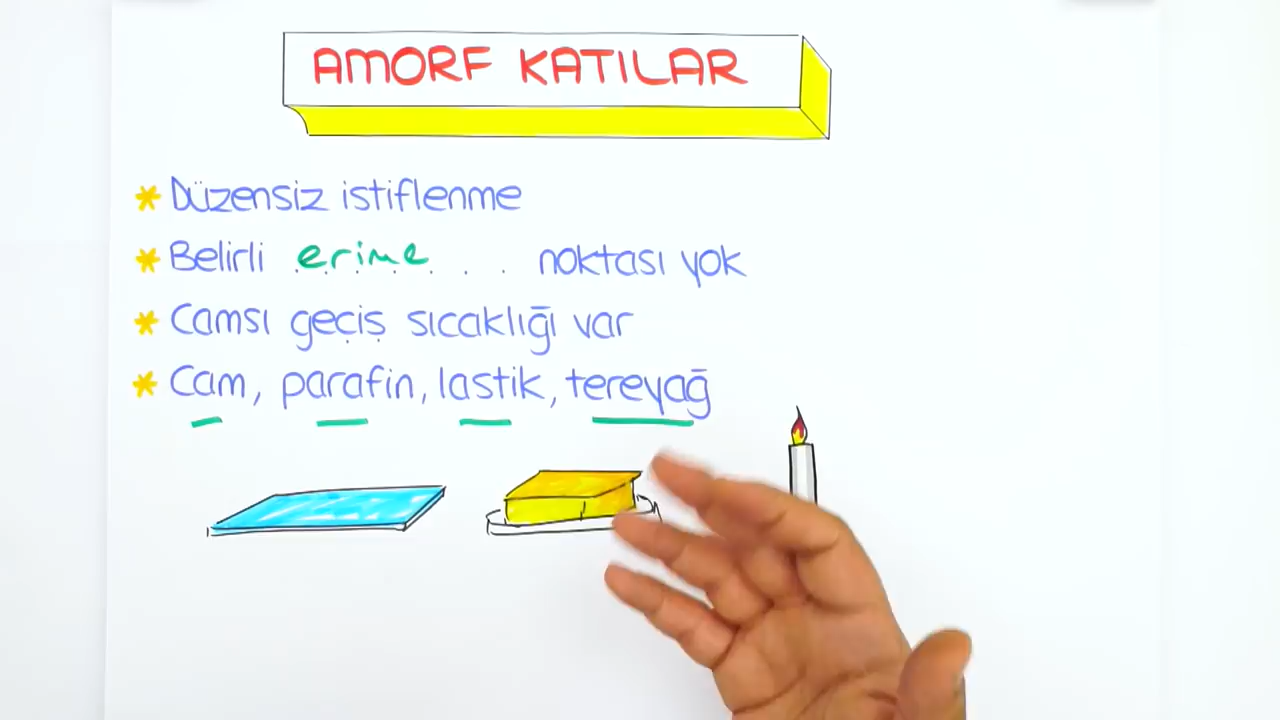 AMORF KATILAR
* Düzensiz istiflenme
* Belirli erime . . . noktası yok
* Camsı geçiş sıcaklığı var
* Cam, parafin, lastik, tereyağ